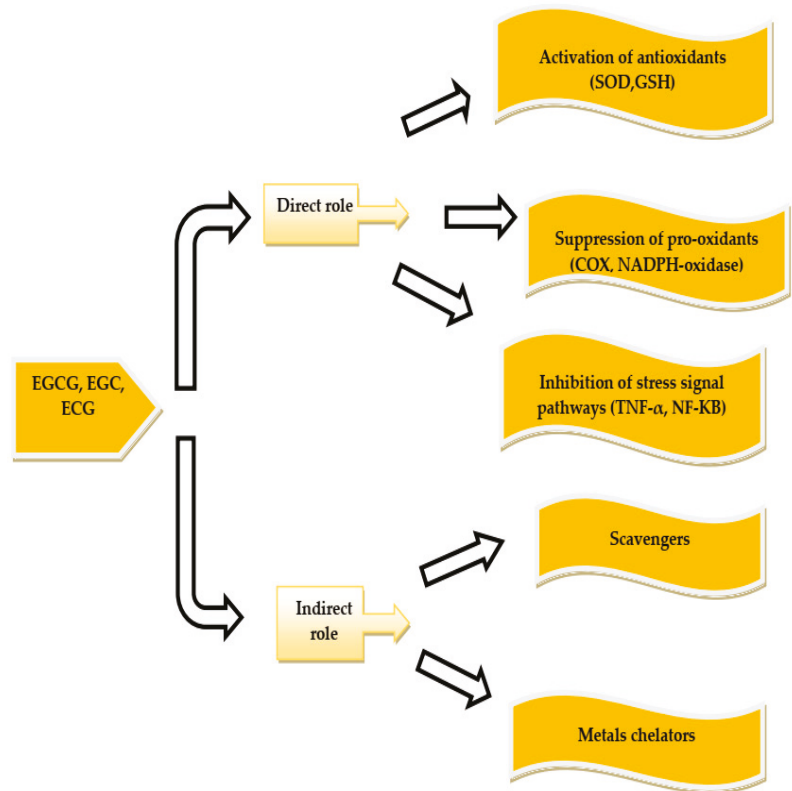 Activation of antioxidants
(SOD,GSH)
Direct role
Suppression of pro-oxidants
(COX, NADPH-oxidase)
EGCG, EGC,
ECG
Inhibition of stress signal
pathways (TNF-α, NF-KB)
Scavengers
Indirect
role
Metals chelators